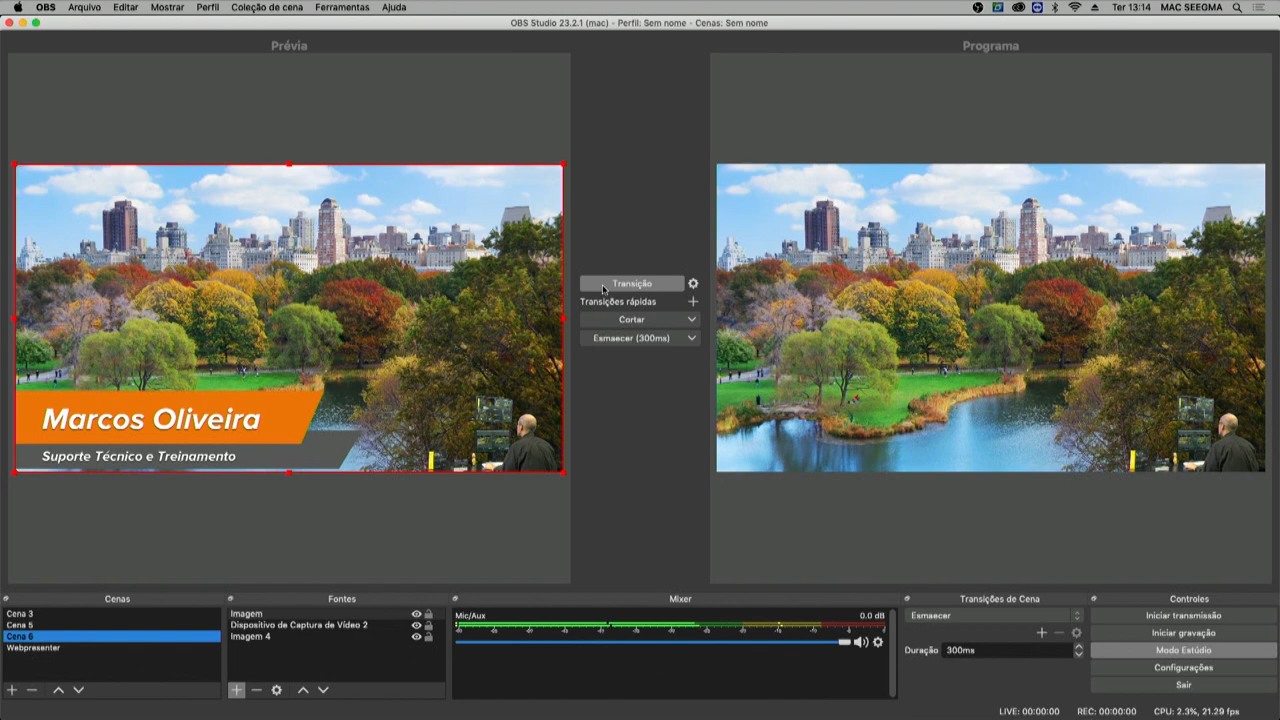 OBS Arquivo Editar Mostrar Perfil Coleção de cena Ferramentas Ajuda Ter 13:14 MAC SEEGMA
OBS Studio 23.2.1 (mac) - Perfil: Sem nome - Cenas: Sem nome
Prévia
Programa
Transição
Transições rápidas
Cortar
Esmaecer (300ms)
Marcos Oliveira
Suporte Técnico e Treinamento
Cenas
Cena 3
Cena 5
Cena 6
Webpresenter
Fontes
Imagem
Dispositivo de Captura de Vídeo 2
Imagem 4
Mixer
Mic/Aux 0.0 dB
Transições de Cena
Esmaecer
Duração 300ms
Controles
Iniciar transmissão
Iniciar gravação
Modo Estúdio
Configurações
Sair
LIVE: 00:00:00 REC: 00:00:00 CPU: 2.3%, 21.29 fps